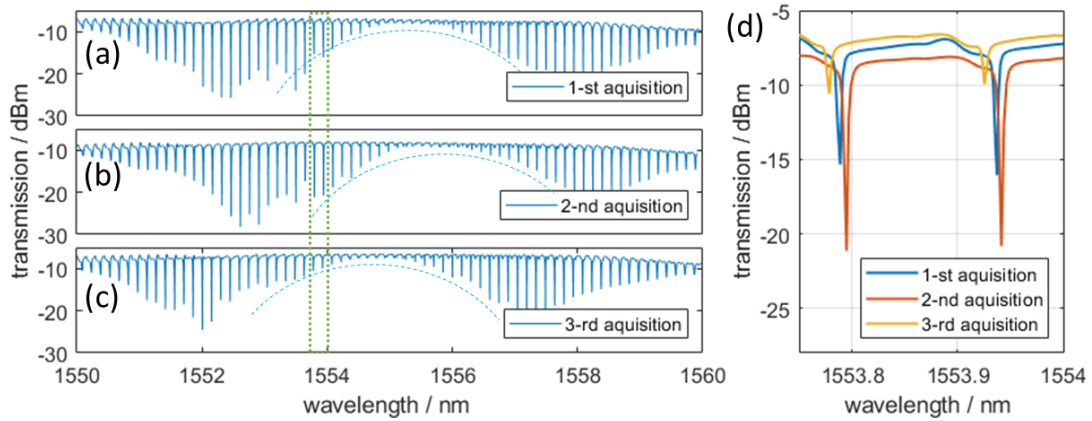 (a)
-10
-20
-30
1-st aquisition
(b)
-10
-20
-30
2-nd aquisition
(c)
-10
-20
-30
3-rd aquisition
transmission / dBm
1550
1552
1554
1556
1558
1560
wavelength / nm
(d)
-5
-10
-15
-20
-25
transmission / dBm
1-st aquisition
2-nd aquisition
3-rd aquisition
1553.8
1553.9
1554
wavelength / nm